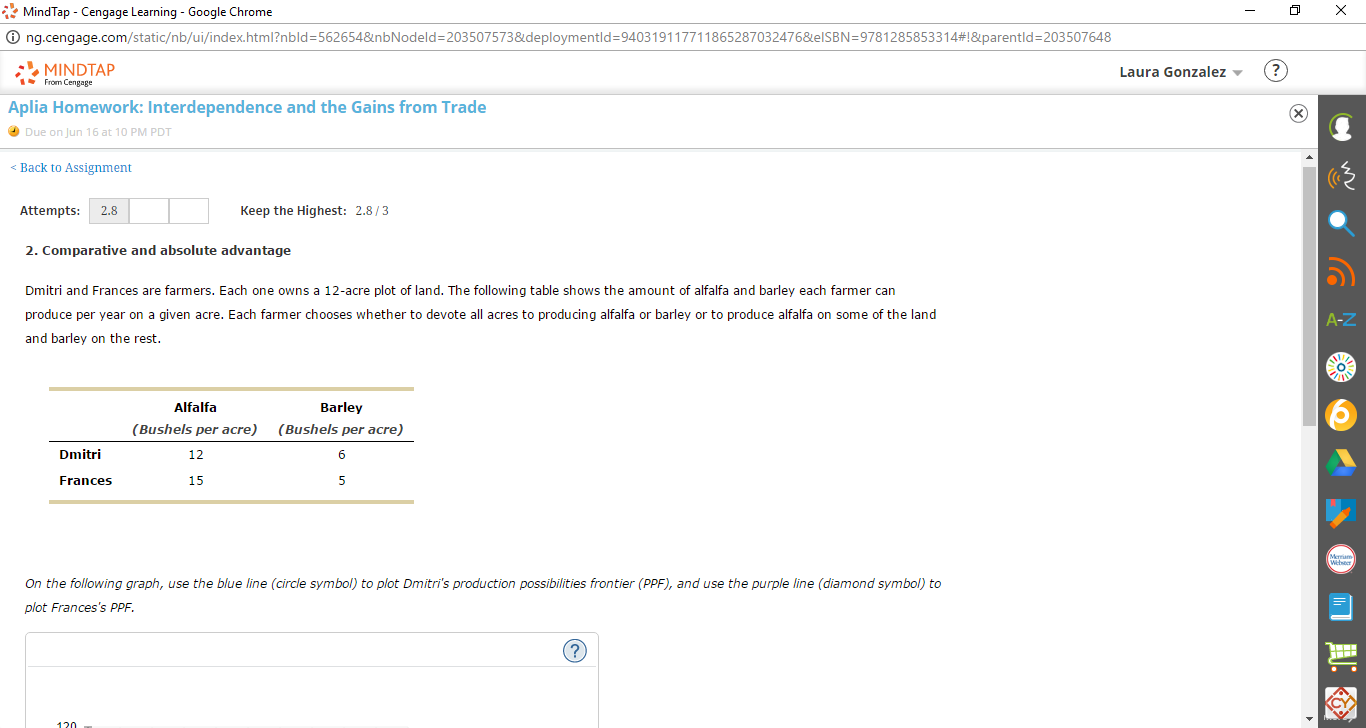 MindTap - Cengage Learning - Google Chrome
ng.cengage.com/static/nb/ui/index.html?nbId=562654&nbNodeId=203507573&deploymentId=940319117711865287032476&eISBN=9781285853314#!&parentId=203507648
MINDTAP
From Cengage
Laura Gonzalez
?
Aplia Homework: Interdependence and the Gains from Trade
Due on Jun 16 at 10 PM PDT
< Back to Assignment
Attempts: 2.8 Keep the Highest: 2.8 / 3
2. Comparative and absolute advantage
Dmitri and Frances are farmers. Each one owns a 12-acre plot of land. The following table shows the amount of alfalfa and barley each farmer can
produce per year on a given acre. Each farmer chooses whether to devote all acres to producing alfalfa or barley or to produce alfalfa on some of the land
and barley on the rest.
Alfalfa Barley
(Bushels per acre) (Bushels per acre)
Dmitri 12 6
Frances 15 5
On the following graph, use the blue line (circle symbol) to plot Dmitri's production possibilities frontier (PPF), and use the purple line (diamond symbol) to
plot Frances's PPF.
?
120
A-Z
Merriam
Webster
CY